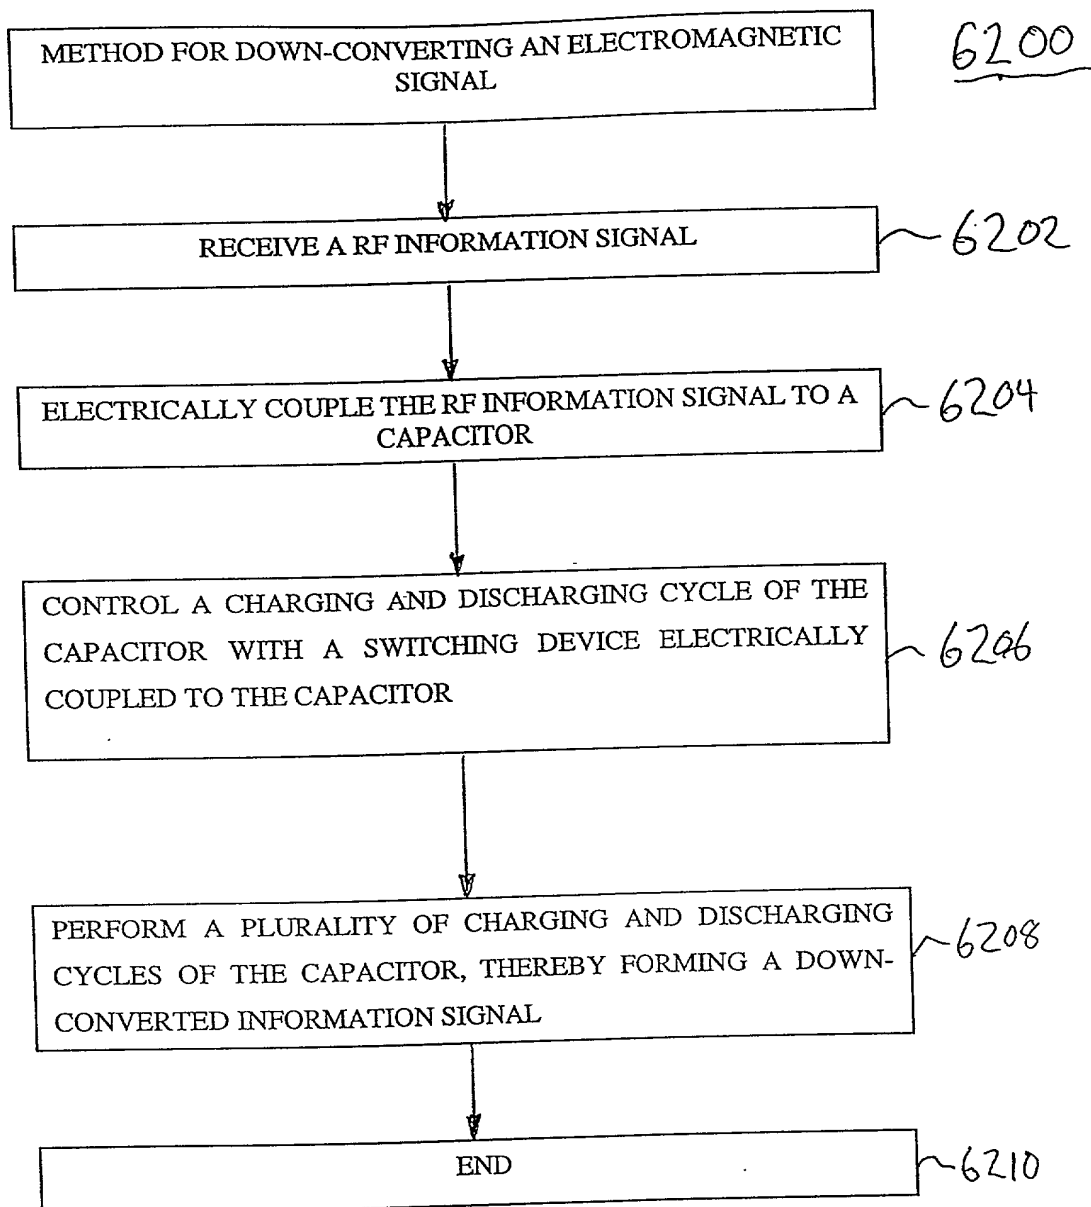 METHOD FOR DOWN-CONVERTING AN ELECTROMAGNETIC
SIGNAL
6200
RECEIVE A RF INFORMATION SIGNAL
6202
ELECTRICALLY COUPLE THE RF INFORMATION SIGNAL TO A
CAPACITOR
6204
CONTROL A CHARGING AND DISCHARGING CYCLE OF THE
CAPACITOR WITH A SWITCHING DEVICE ELECTRICALLY
COUPLED TO THE CAPACITOR
6206
PERFORM A PLURALITY OF CHARGING AND DISCHARGING
CYCLES OF THE CAPACITOR, THEREBY FORMING A DOWN-
CONVERTED INFORMATION SIGNAL
6208
END
6210